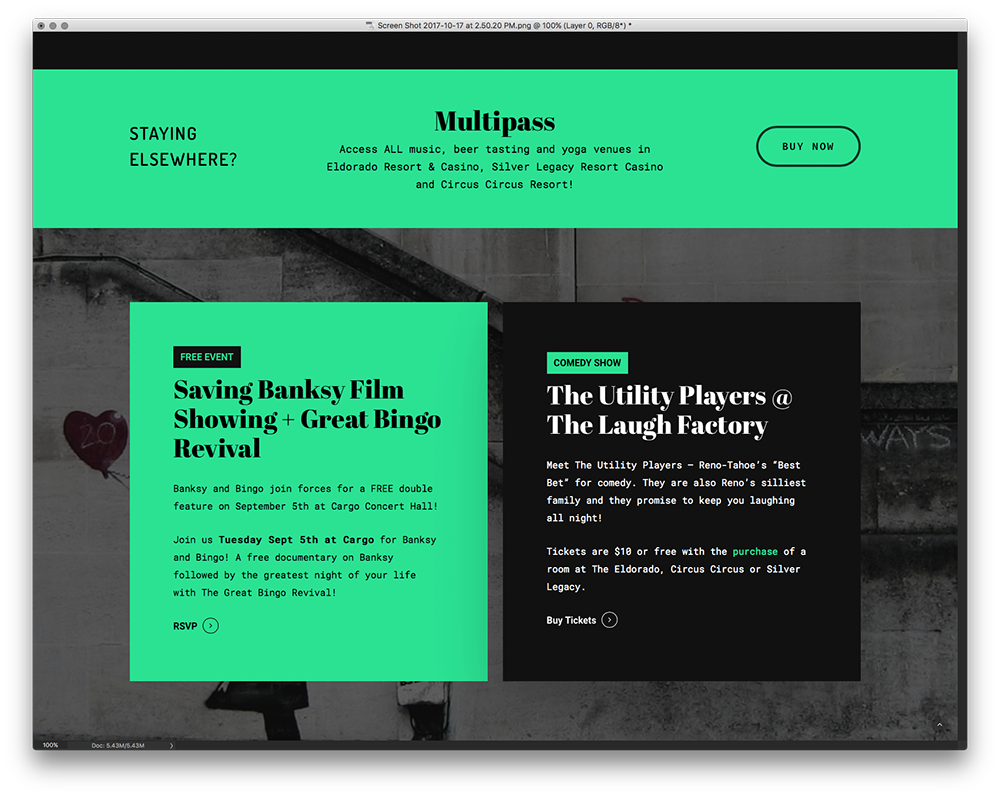 Screen Shot 2017-10-17 at 2.50.20 PM.png @ 100% (Layer 0, RGB/8*) *
STAYING
ELSEWHERE?
Multipass
Access ALL music, beer tasting and yoga venues in
Eldorado Resort & Casino, Silver Legacy Resort Casino
and Circus Circus Resort!
BUY NOW
20
WAYS
FREE EVENT
Saving Banksy Film
Showing + Great Bingo
Revival
Banksy and Bingo join forces for a FREE double
feature on September 5th at Cargo Concert Hall!
Join us Tuesday Sept 5th at Cargo for Banksy
and Bingo! A free documentary on Banksy
followed by the greatest night of your life
with The Great Bingo Revival!
RSVP
COMEDY SHOW
The Utility Players @
The Laugh Factory
Meet The Utility Players – Reno-Tahoe's "Best
Bet" for comedy. They are also Reno's silliest
family and they promise to keep you laughing
all night!
Tickets are $10 or free with the purchase of a
room at The Eldorado, Circus Circus or Silver
Legacy.
Buy Tickets
100%
Doc: 5.43M/5.43M